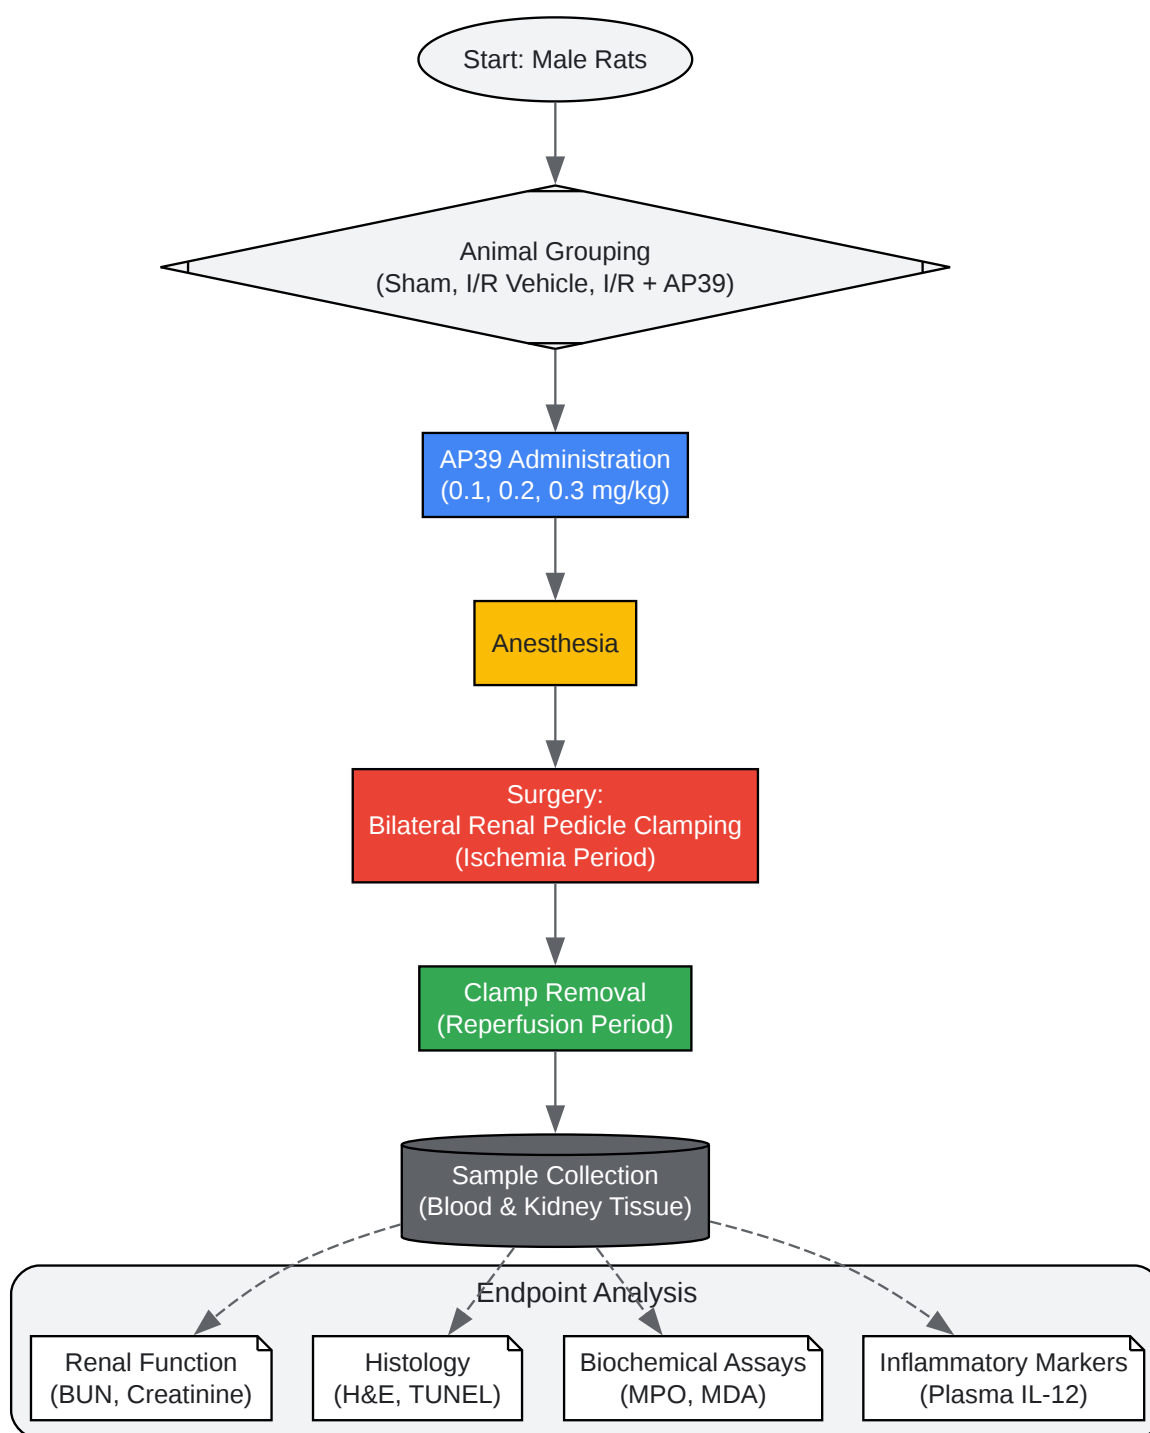 Start: Male Rats
Animal Grouping
(Sham, I/R Vehicle, I/R + AP39)
AP39 Administration
(0.1, 0.2, 0.3 mg/kg)
Anesthesia
Surgery:
Bilateral Renal Pedicle Clamping
(Ischemia Period)
Clamp Removal
(Reperfusion Period)
Sample Collection
(Blood & Kidney Tissue)
Endpoint Analysis
Renal Function
(BUN, Creatinine)
Histology
(H&E, TUNEL)
Biochemical Assays
(MPO, MDA)
Inflammatory Markers
(Plasma IL-12)